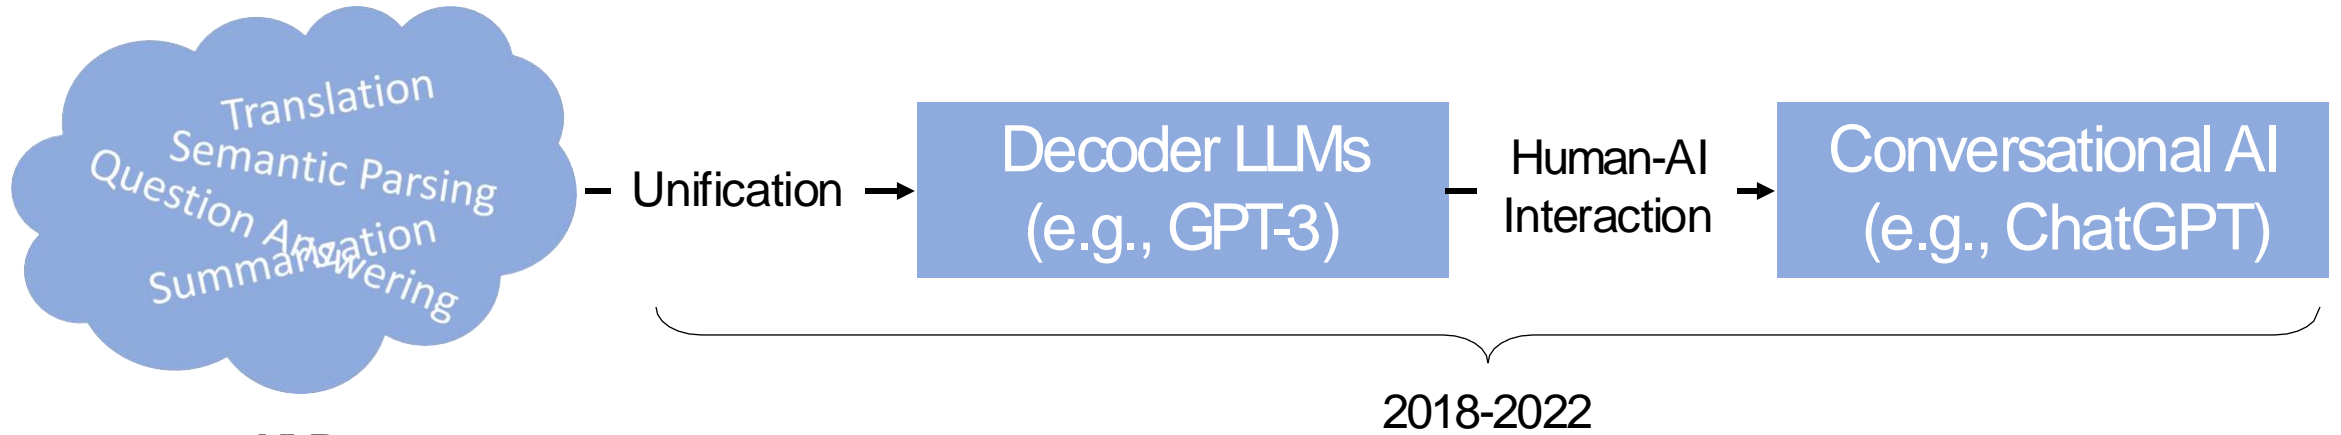 Translation
Semantic Parsing
Question Answering
Summarization
Unification
Decoder LLMs
(e.g., GPT-3)
Human-AI
Interaction
Conversational AI
(e.g., ChatGPT)
2018-2022